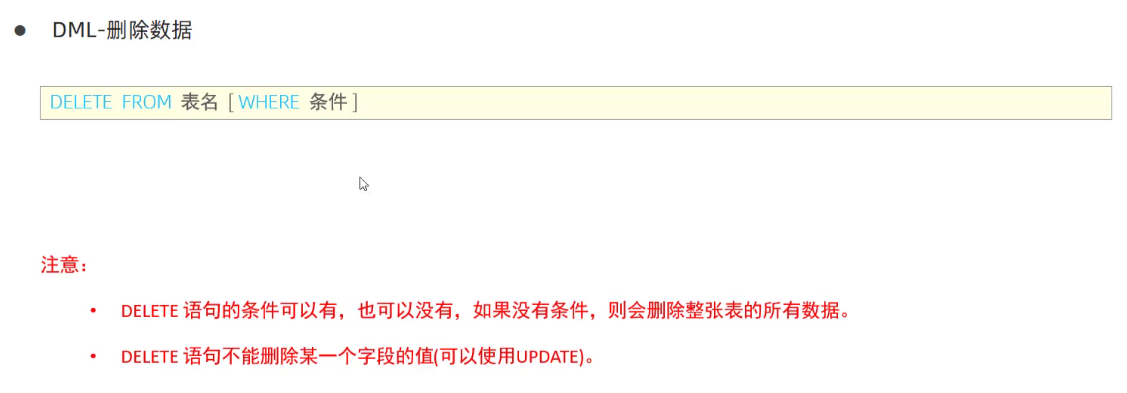 DML-删除数据
DELETE FROM 表名 [ WHERE 条件 ]
注意：
DELETE 语句的条件可以有，也可以没有，如果没有条件，则会删除整张表的所有数据。
DELETE 语句不能删除某一个字段的值(可以使用UPDATE)。